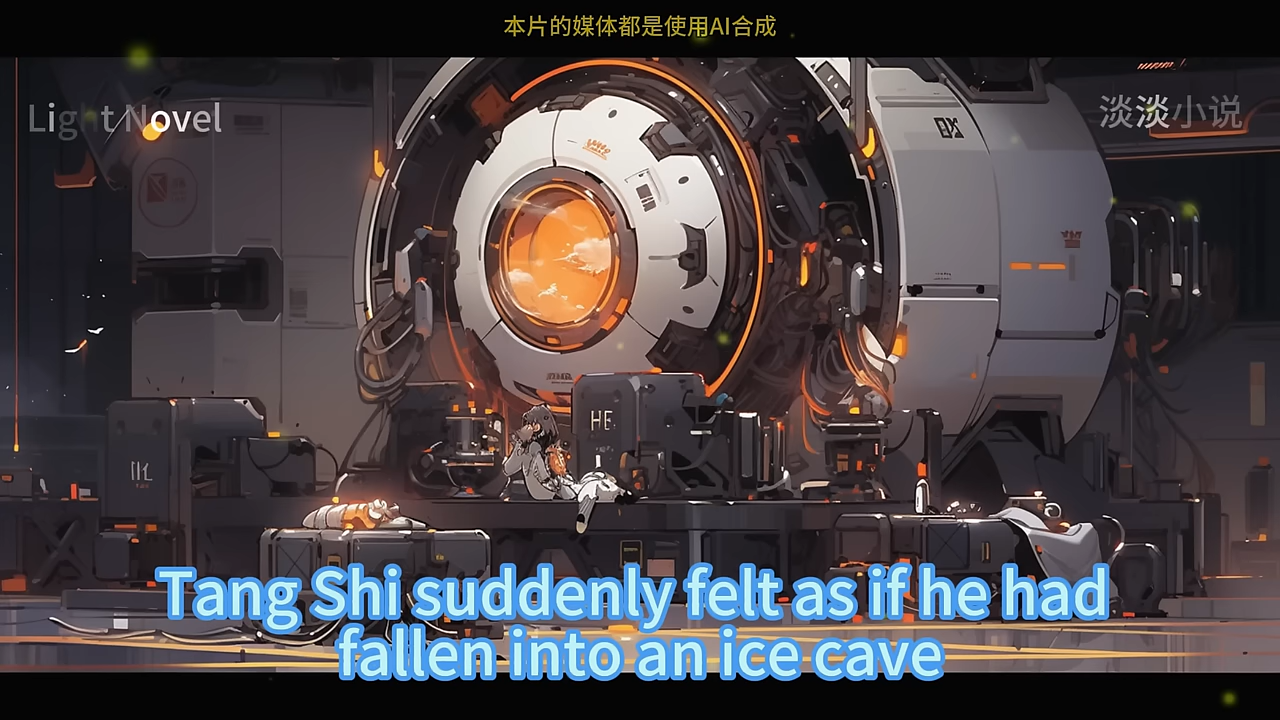 本片的媒体都是使用AI合成
Light Novel
淡淡小说
HE
Tang Shi suddenly felt as if he had
fallen into an ice cave